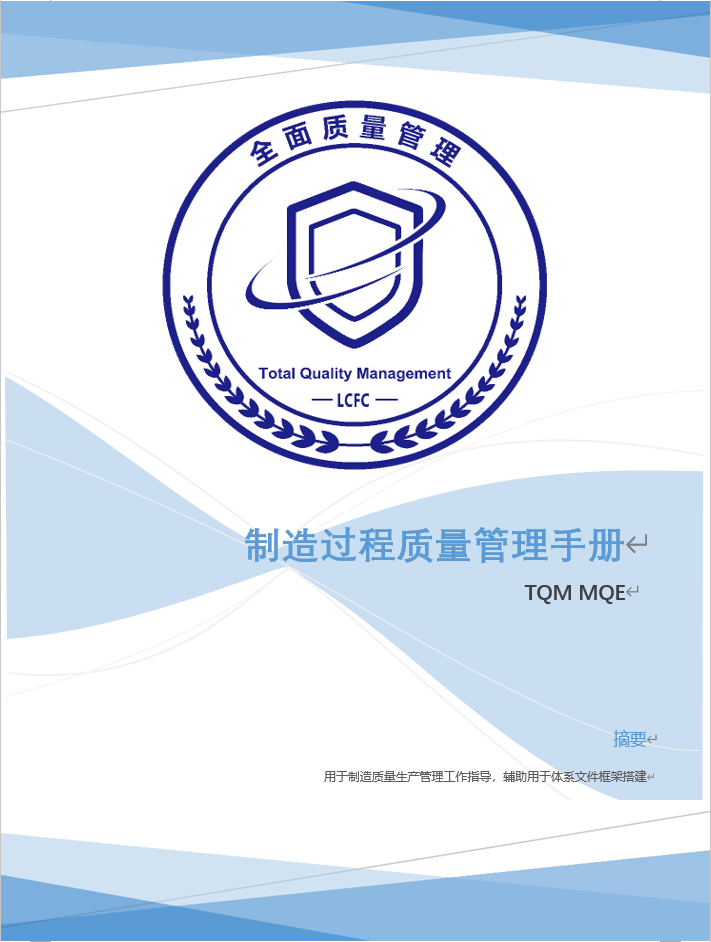 全面质量管理
Total Quality Management
LCFC
制造过程质量管理手册
TQM MQE
摘要
用于制造质量生产管理工作指导，辅助用于体系文件框架搭建